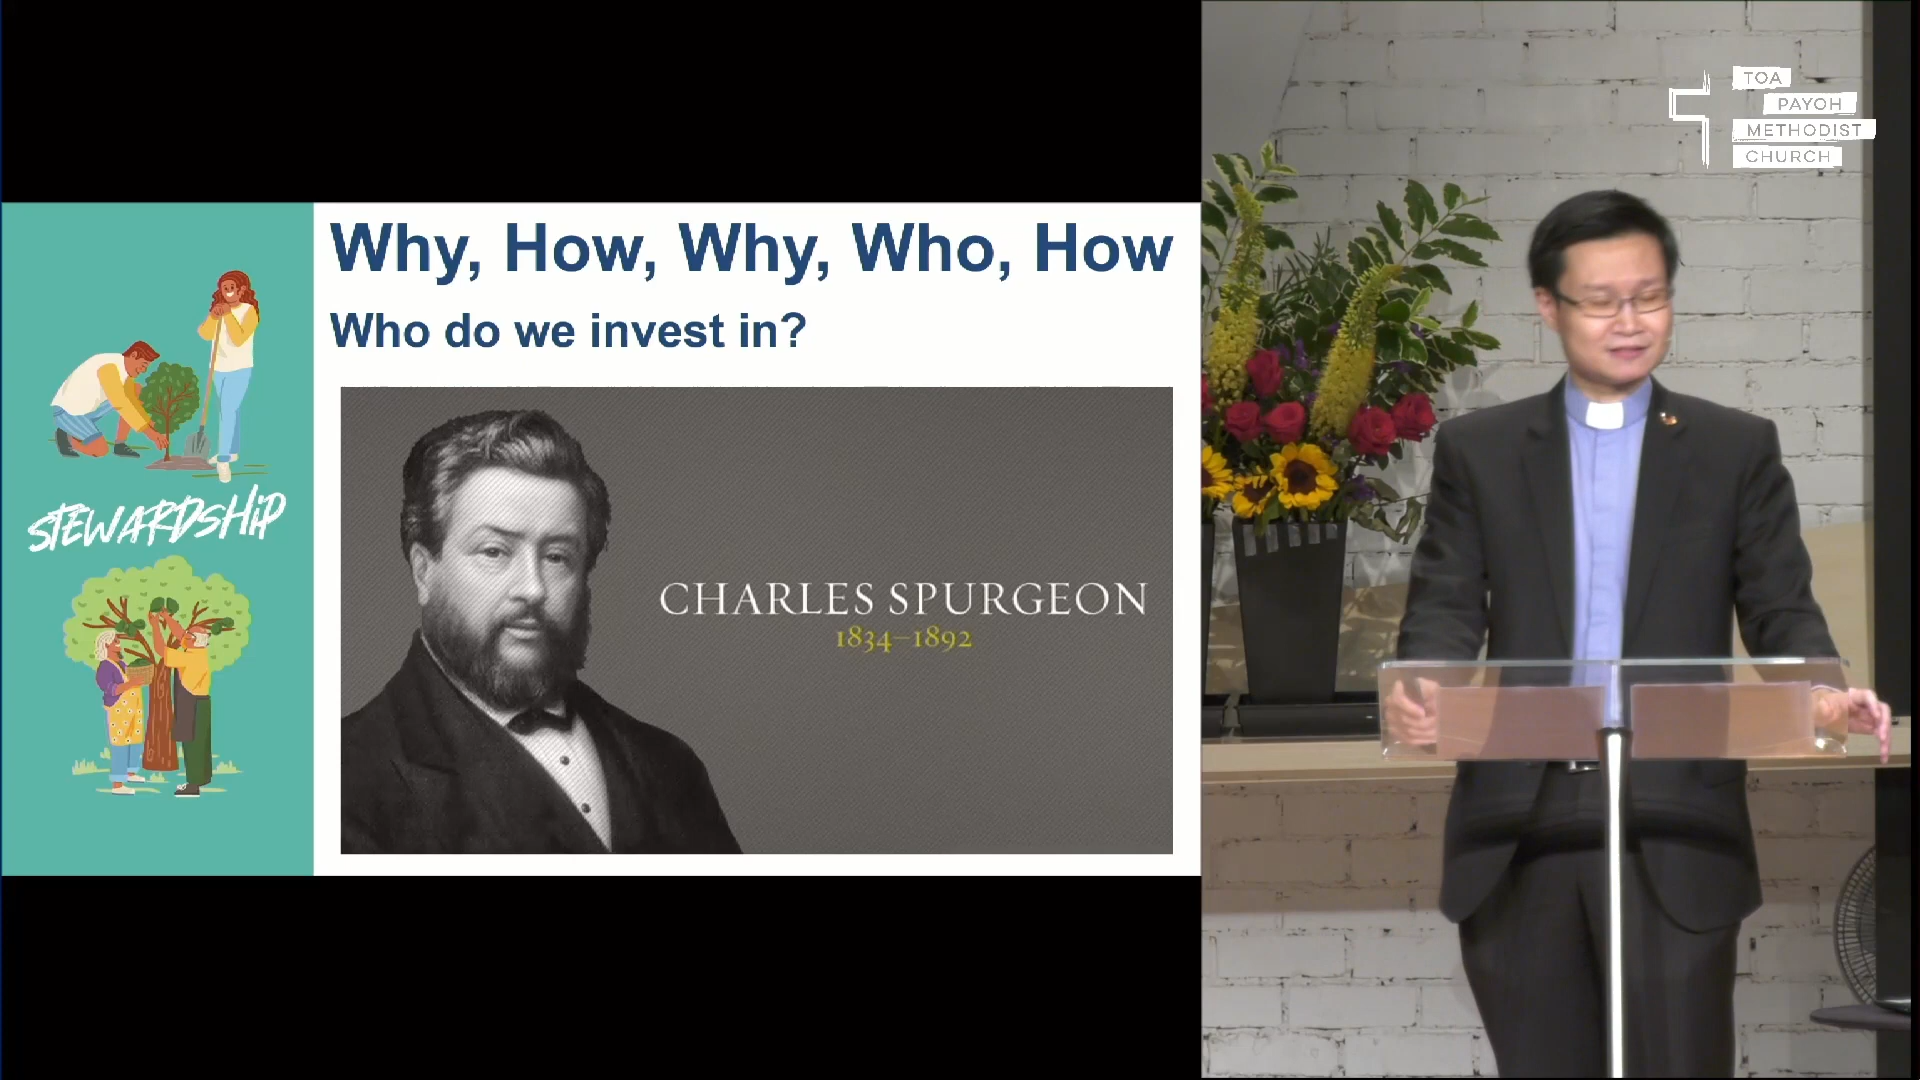 Why, How, Why, Who, How
Who do we invest in?
STEWARDSHIP
CHARLES SPURGEON
1834–1892
TOA
PAYOH
METHODIST
CHURCH